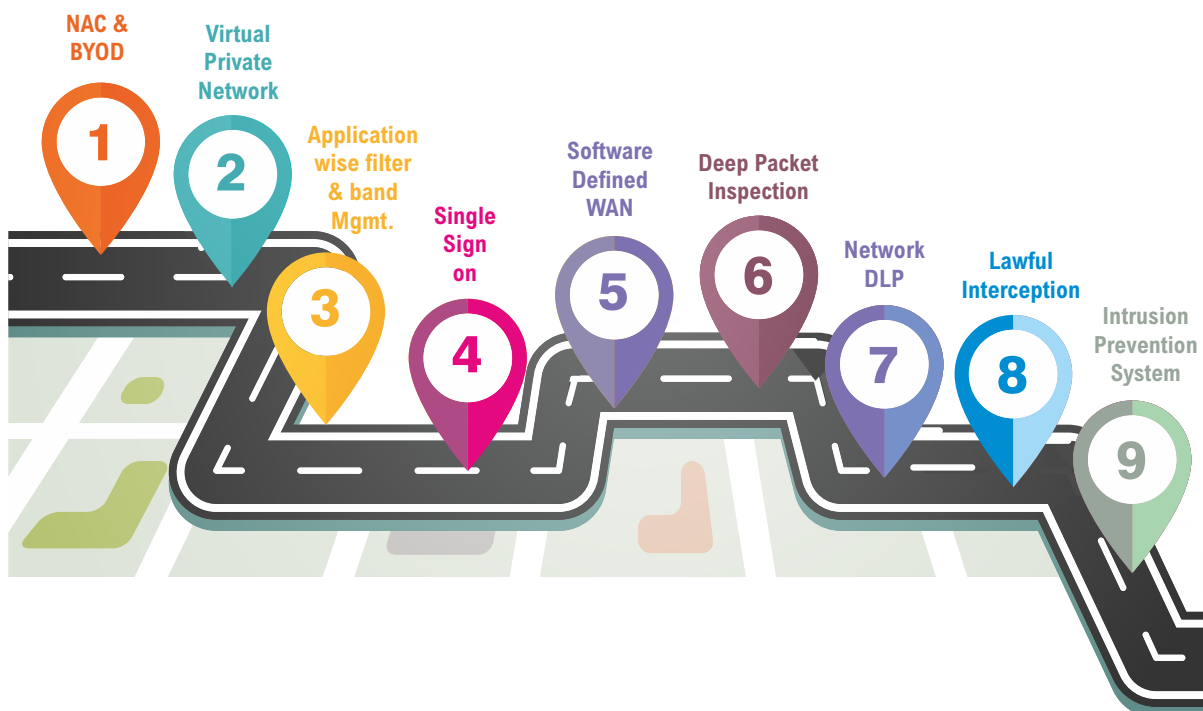 NAC &
BYOD
1
Virtual
Private
Network
2
Application
wise filter
& band
Mgmt.
3
Single
Sign
on
4
Software
Defined
WAN
5
Deep Packet
Inspection
6
Network
DLP
7
Lawful
Interception
8
Intrusion
Prevention
System
9